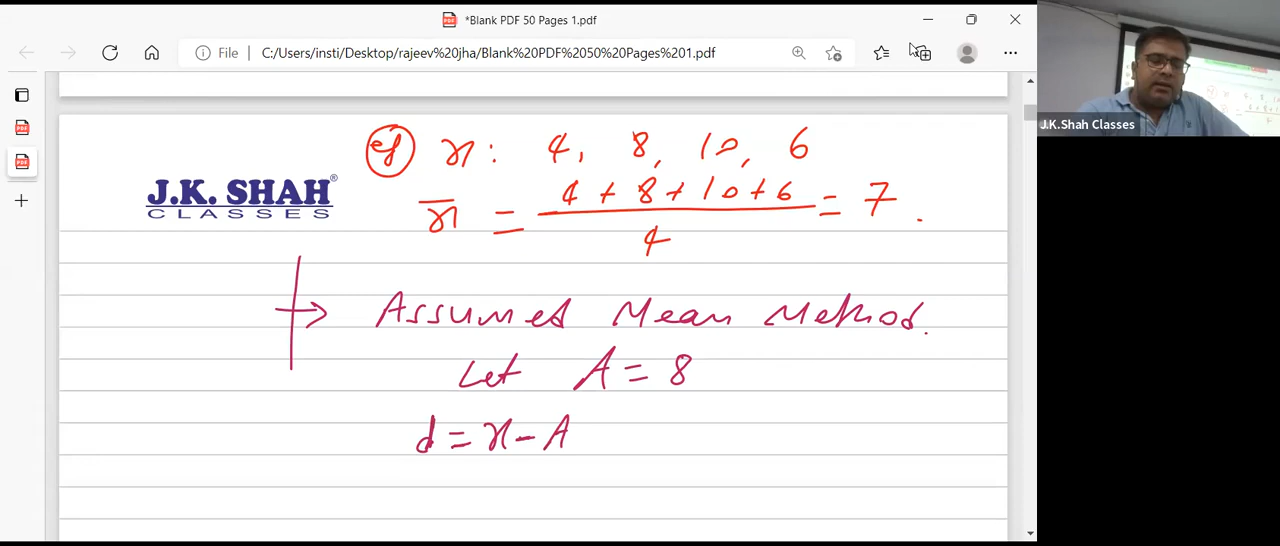 *Blank PDF 50 Pages 1.pdf
File C:/Users/insti/Desktop/rajeev%20jha/Blank%20PDF%2050%20Pages%201.pdf
J.K.Shah Classes
eg x : 4, 8, 10, 6
J.K. SHAH®
CLASSES
x̄ = (4 + 8 + 10 + 6)/4 = 7.
→ Assumed Mean Method.
Let A = 8
d = x - A